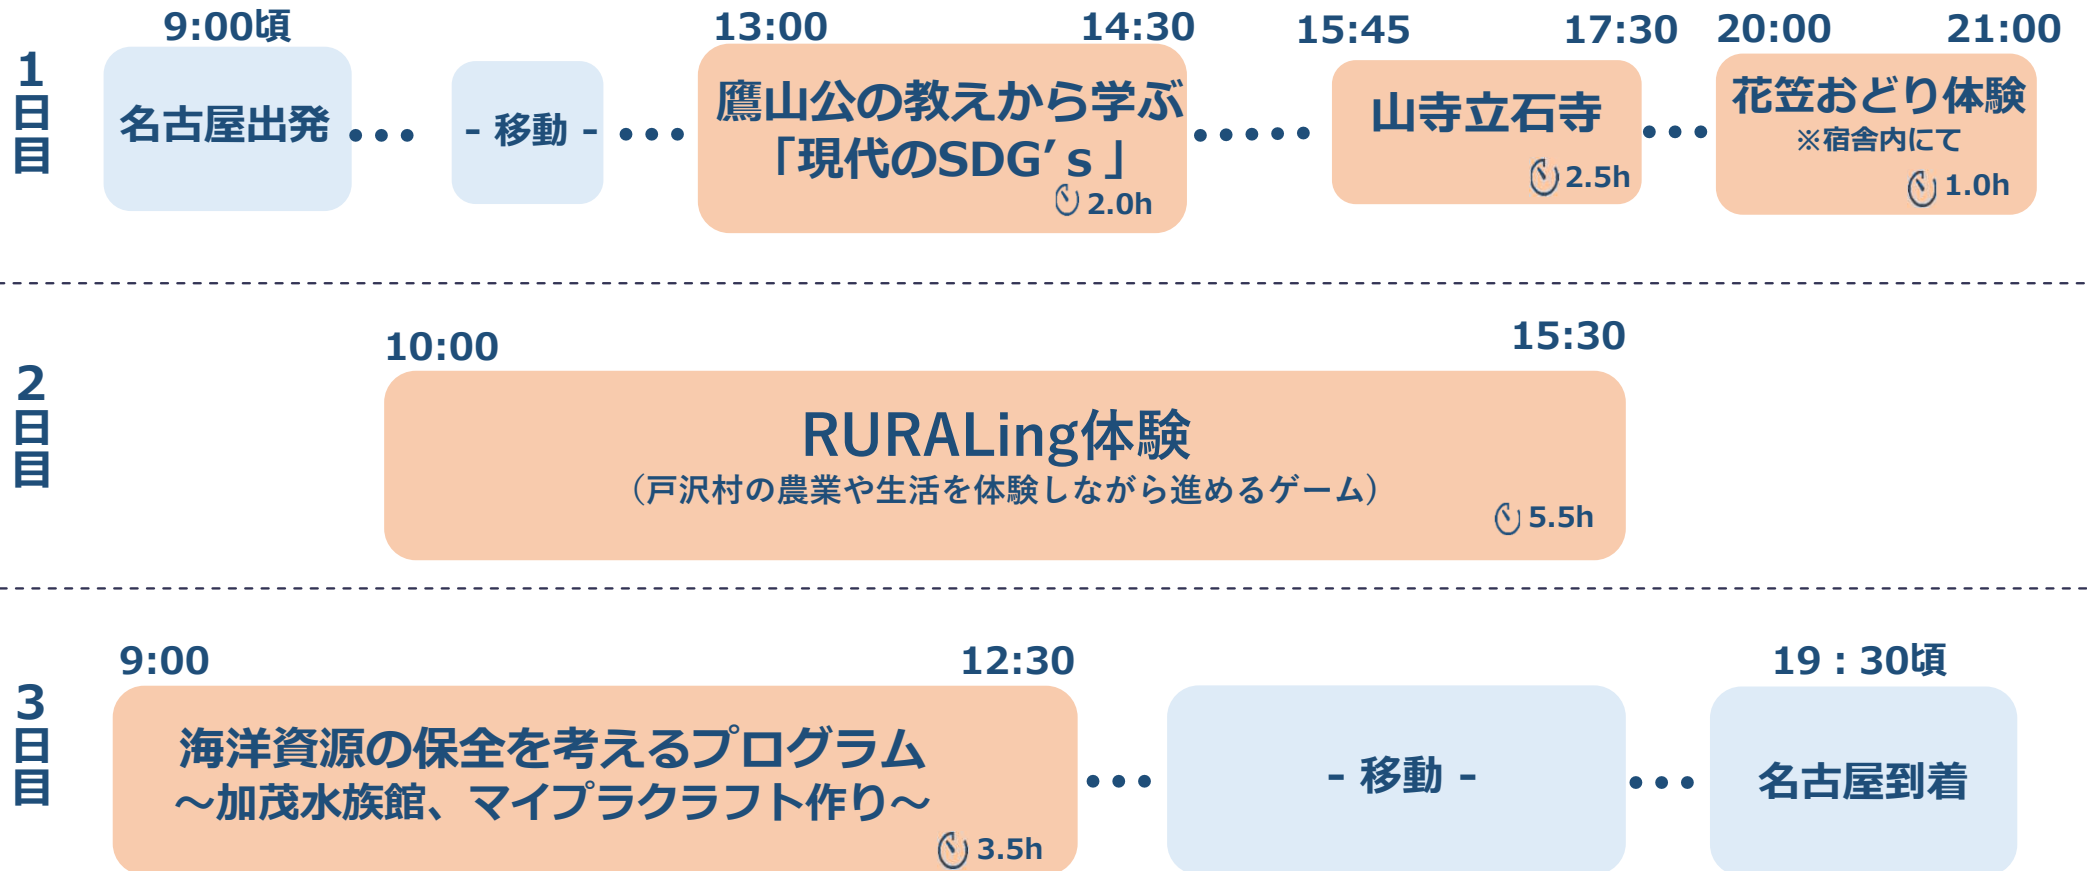 1日目
9:00頃
名古屋出発
- 移動 -
13:00 14:30
鷹山公の教えから学ぶ
「現代のSDG’s」
2.0h
15:45 17:30
山寺立石寺
2.5h
20:00 21:00
花笠おどり体験
※宿舎内にて
1.0h
2日目
10:00 15:30
RURALing体験
（戸沢村の農業や生活を体験しながら進めるゲーム）
5.5h
3日目
9:00 12:30
海洋資源の保全を考えるプログラム
～加茂水族館、マイプラクラフト作り～
3.5h
- 移動 -
19：30頃
名古屋到着